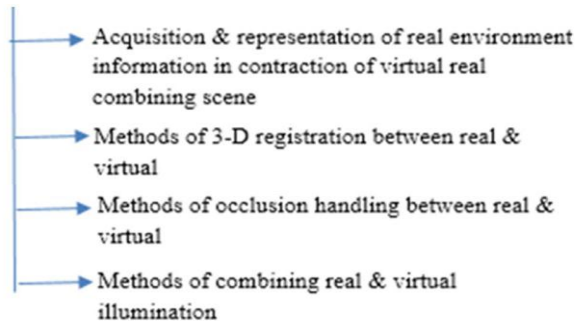 Acquisition & representation of real environment
information in contraction of virtual real
combining scene
Methods of 3-D registration between real &
virtual
Methods of occlusion handling between real &
virtual
Methods of combining real & virtual
illumination